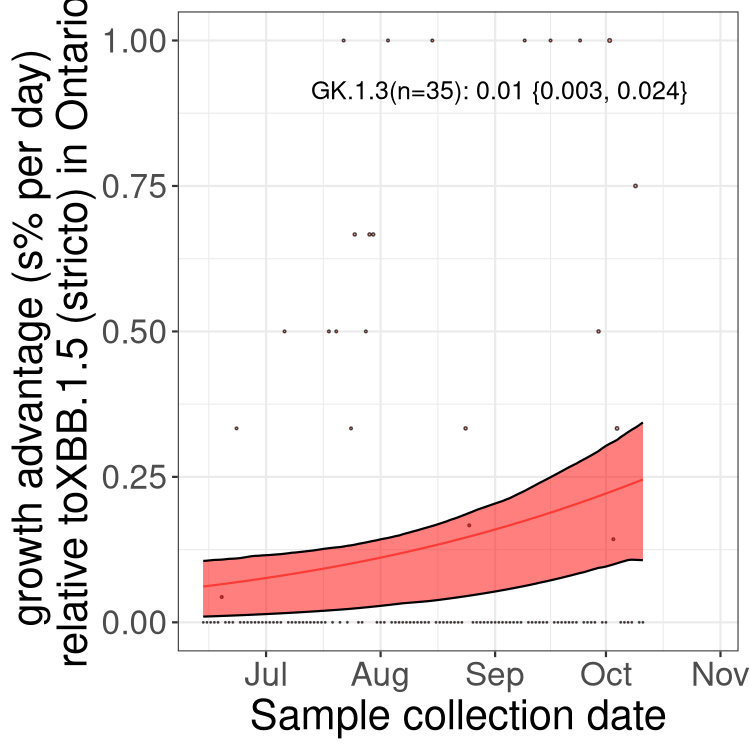 growth advantage (s% per day)
relative toXBB.1.5 (stricto) in Ontario
1.00
0.75
0.50
0.25
0.00
GK.1.3(n=35): 0.01 {0.003, 0.024}
Jul Aug Sep Oct Nov
Sample collection date